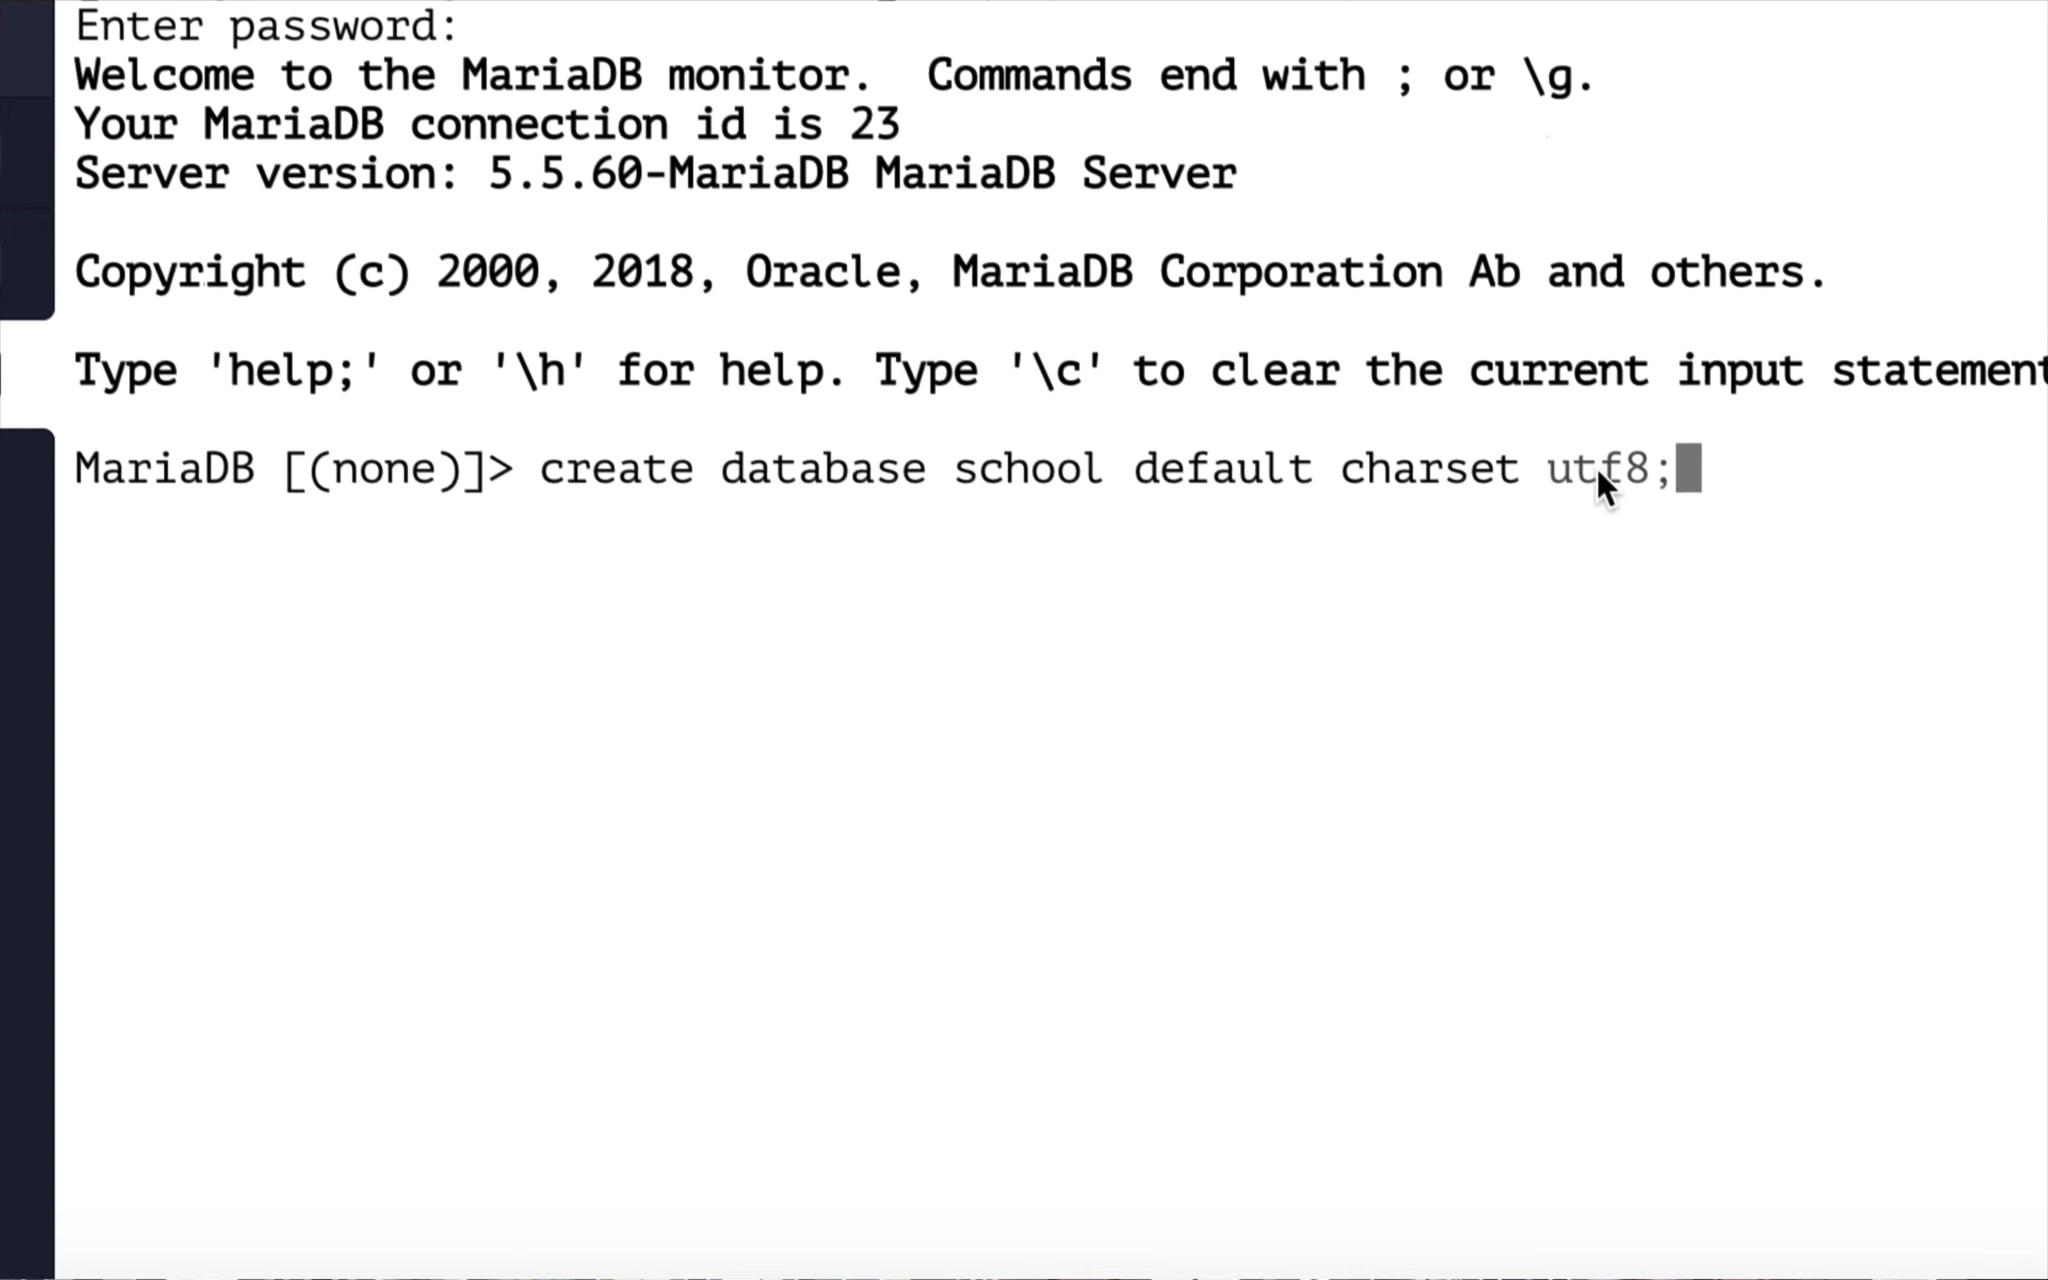 Enter password:
Welcome to the MariaDB monitor.  Commands end with ; or \g.
Your MariaDB connection id is 23
Server version: 5.5.60-MariaDB MariaDB Server
Copyright (c) 2000, 2018, Oracle, MariaDB Corporation Ab and others.
Type 'help;' or '\h' for help. Type '\c' to clear the current input statement
MariaDB [(none)]> create database school default charset utf8;